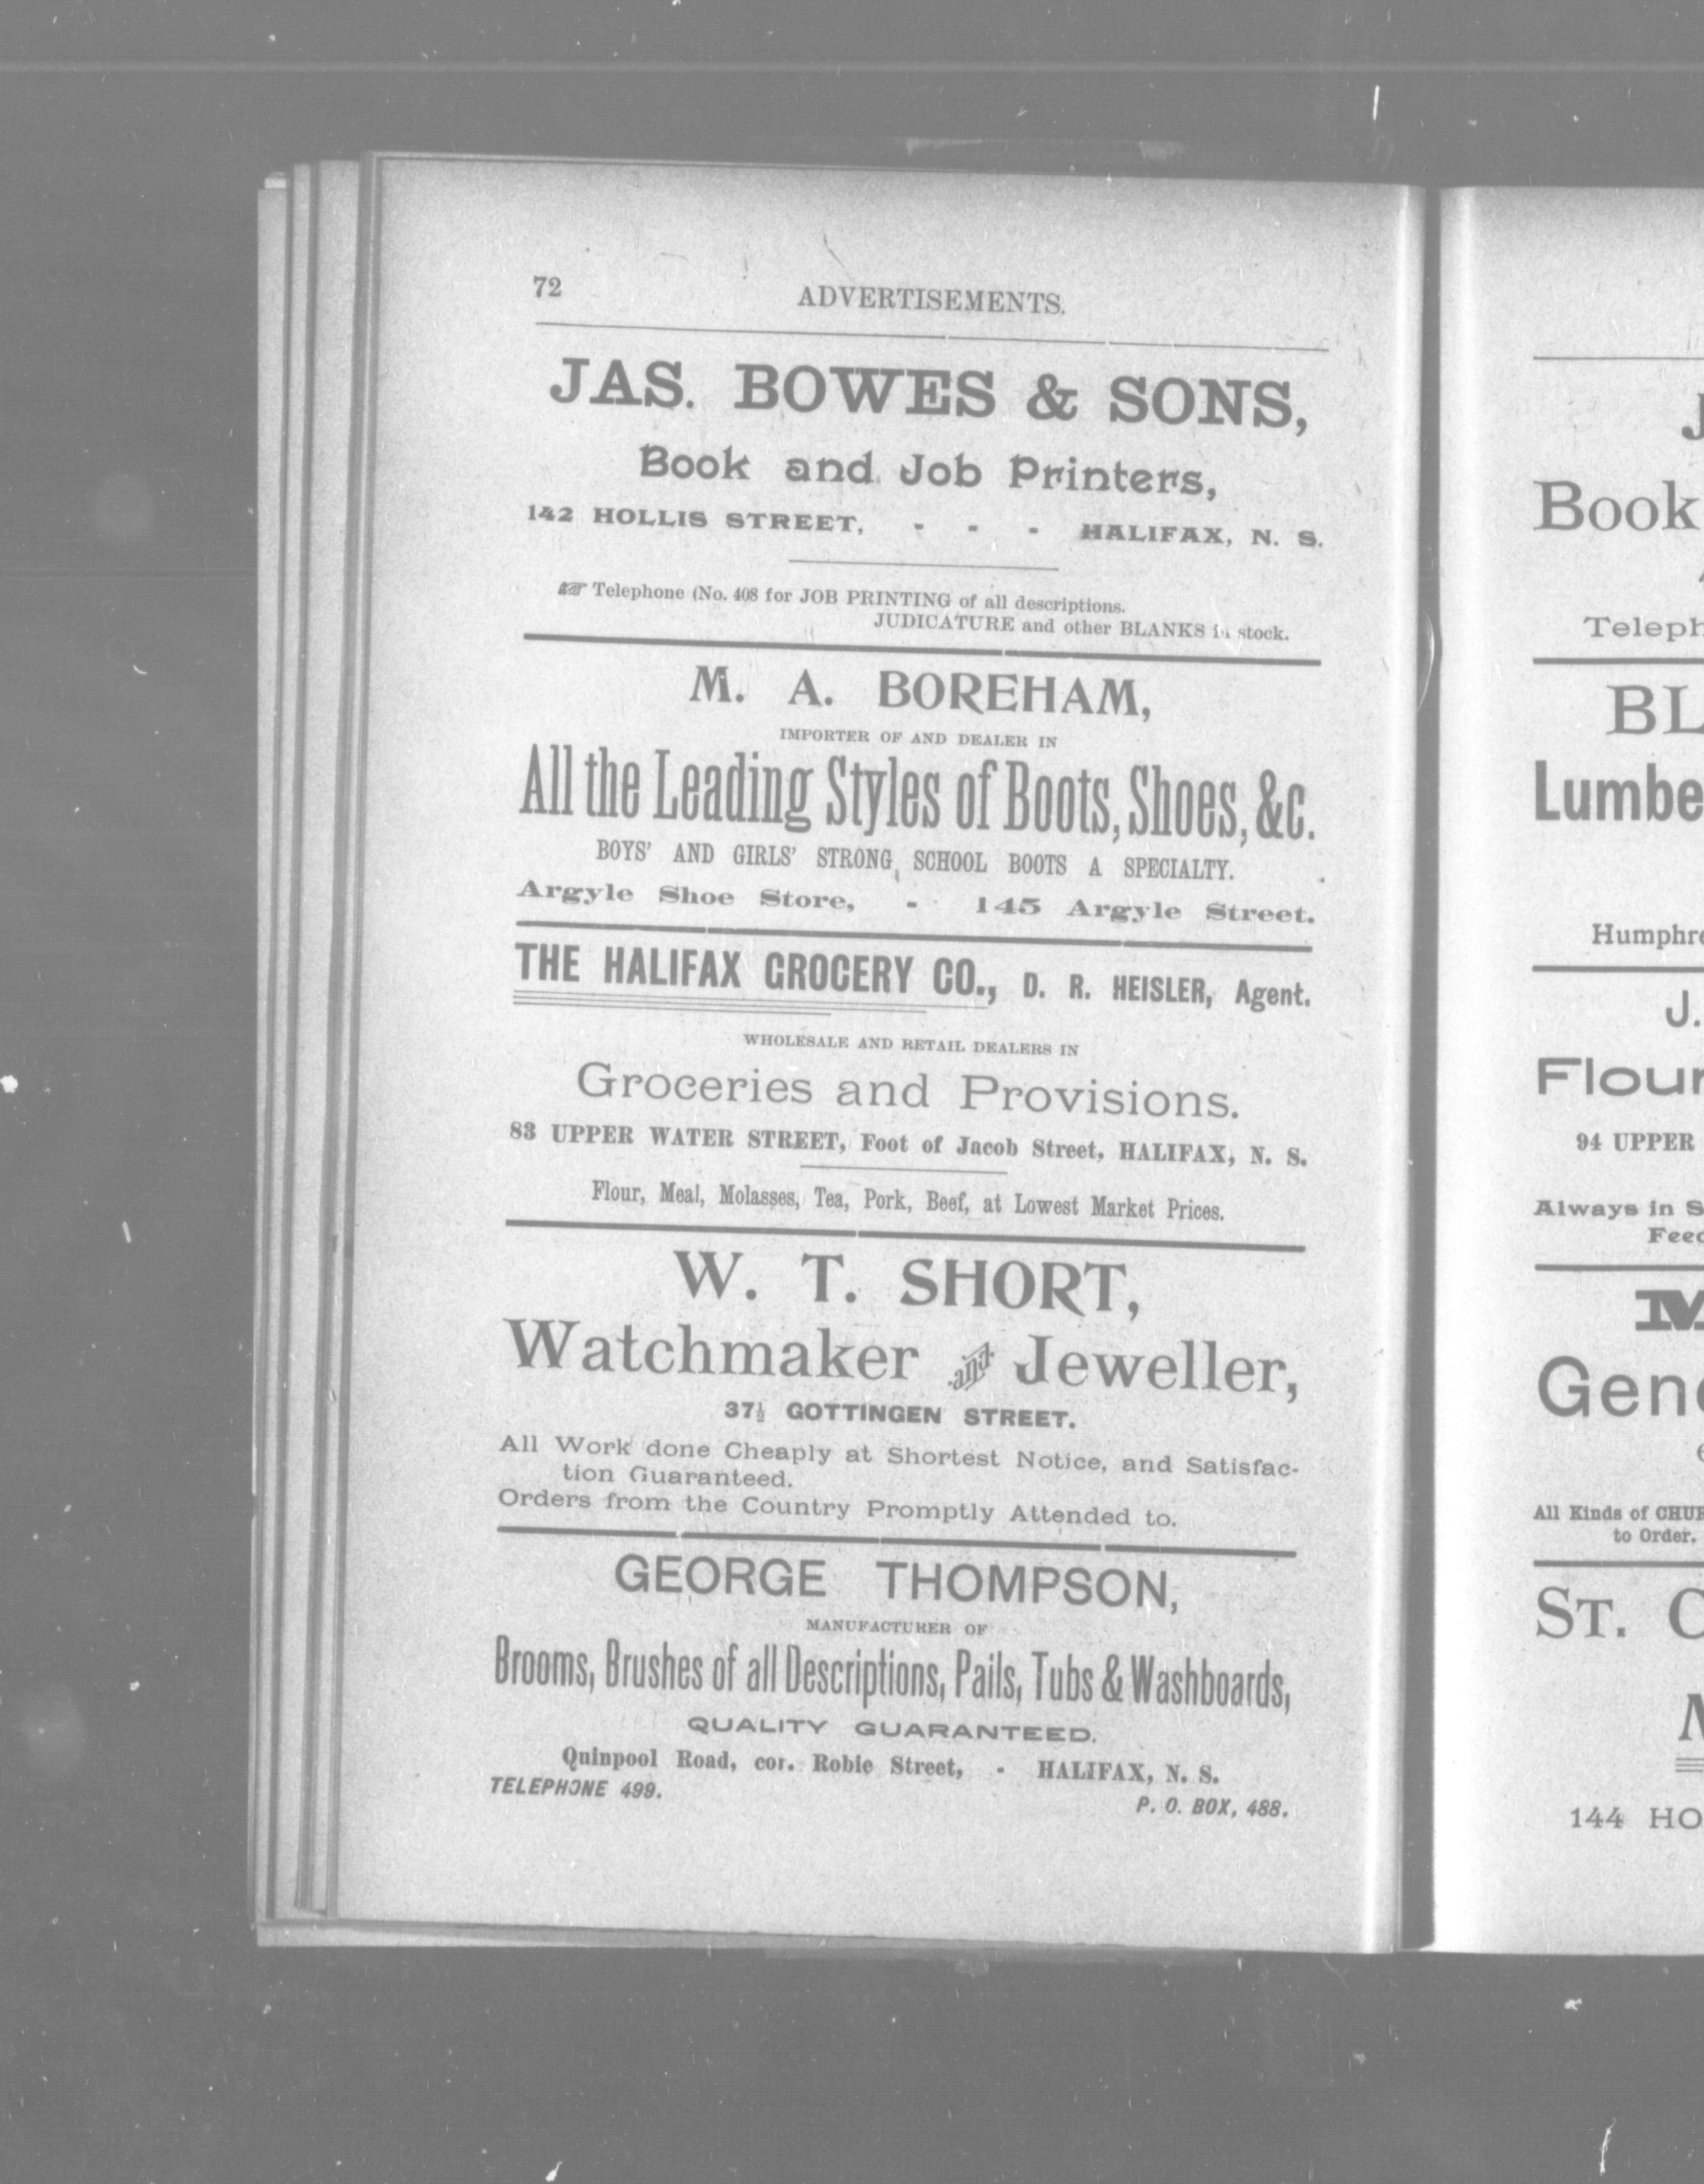 72
ADVERTISEMENTS.
JAS. BOWES & SONS,
Book and Job Printers,
142 HOLLIS STREET, - - - HALIFAX, N. S.
☞ Telephone (No. 408 for JOB PRINTING of all descriptions.
JUDICATURE and other BLANKS in stock.
M. A. BOREHAM,
IMPORTER OF AND DEALER IN
All the Leading Styles of Boots, Shoes, &c.
BOYS' AND GIRLS' STRONG SCHOOL BOOTS A SPECIALTY.
Argyle Shoe Store, - 145 Argyle Street.
THE HALIFAX GROCERY CO., D. R. HEISLER, Agent.
WHOLESALE AND RETAIL DEALERS IN
Groceries and Provisions.
83 UPPER WATER STREET, Foot of Jacob Street, HALIFAX, N. S.
Flour, Meal, Molasses, Tea, Pork, Beef, at Lowest Market Prices.
W. T. SHORT,
Watchmaker and Jeweller,
37½ GOTTINGEN STREET.
All Work done Cheaply at Shortest Notice, and Satisfac-
tion Guaranteed.
Orders from the Country Promptly Attended to.
GEORGE THOMPSON,
MANUFACTURER OF
Brooms, Brushes of all Descriptions, Pails, Tubs & Washboards,
QUALITY GUARANTEED.
Quinpool Road, cor. Robie Street, - HALIFAX, N. S.
TELEPHONE 499.
P. O. BOX, 488.
J
Book
Teleph
BL
Lumbe
Humphre
J.
Flour
94 UPPER
Always in S
Feed
M
Gene
All Kinds of CHUR
to Order.
ST. C
M
144 HO